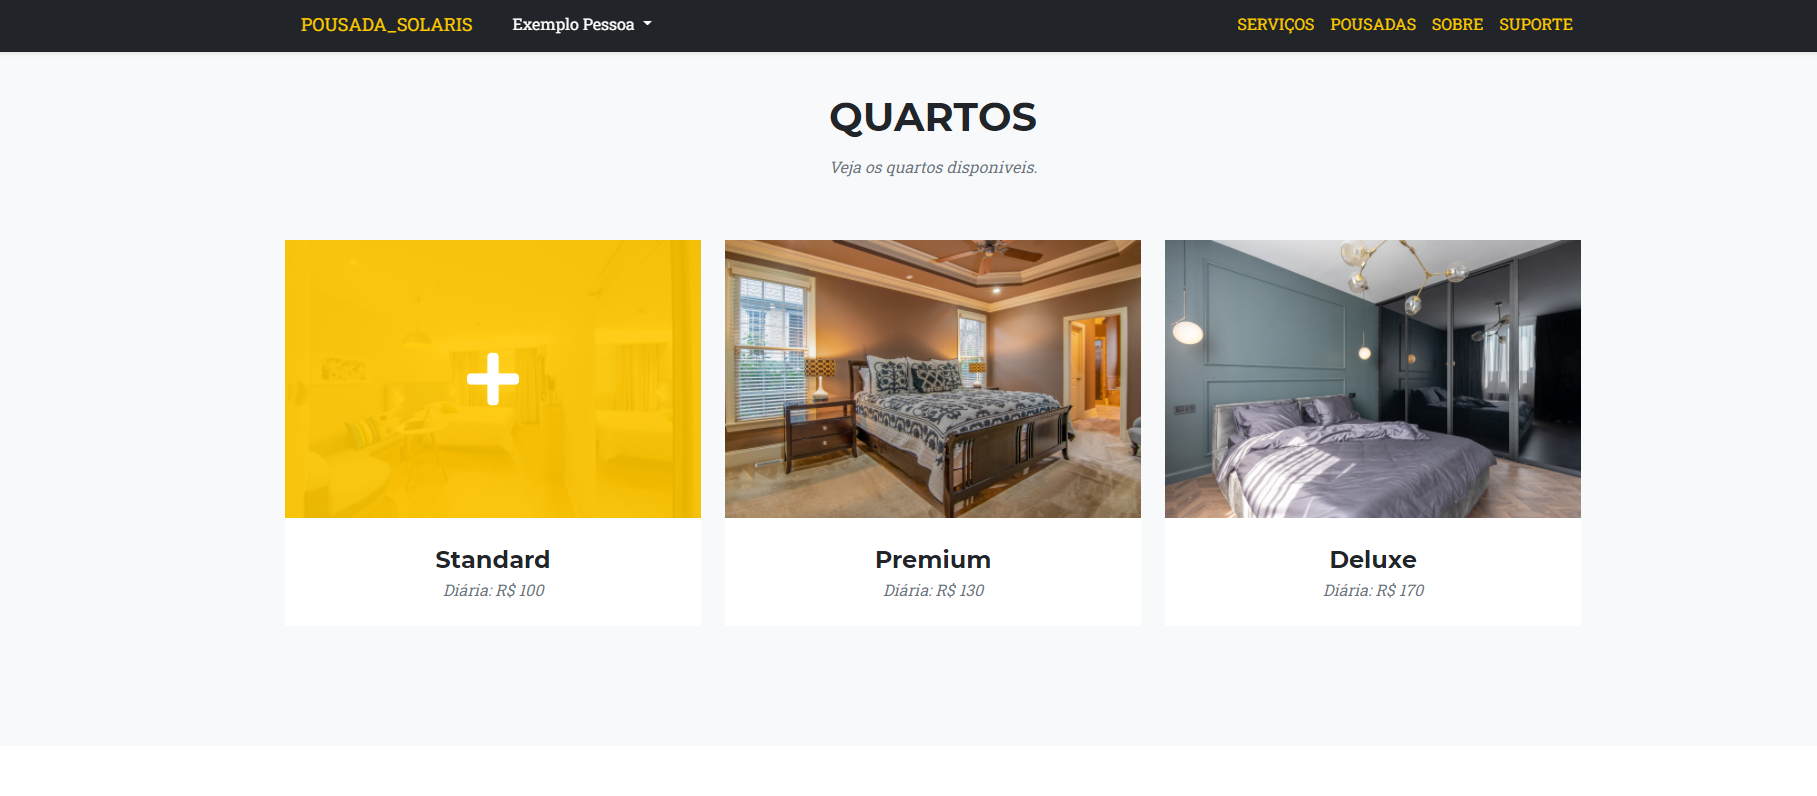 POUSADA_SOLARIS
Exemplo Pessoa
SERVIÇOS POUSADAS SOBRE SUPORTE
QUARTOS
Veja os quartos disponiveis.
Standard
Diária: R$ 100
Premium
Diária: R$ 130
Deluxe
Diária: R$ 170